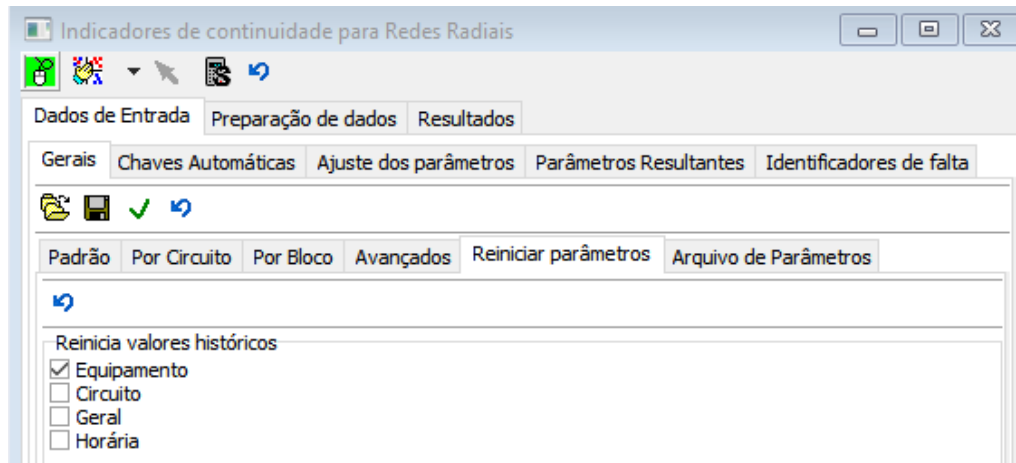 Indicadores de continuidade para Redes Radiais
Dados de Entrada Preparação de dados Resultados
Gerais Chaves Automáticas Ajuste dos parâmetros Parâmetros Resultantes Identificadores de falta
Padrão Por Circuito Por Bloco Avançados Reiniciar parâmetros Arquivo de Parâmetros
Reinicia valores históricos
Equipamento
Circuito
Geral
Horária